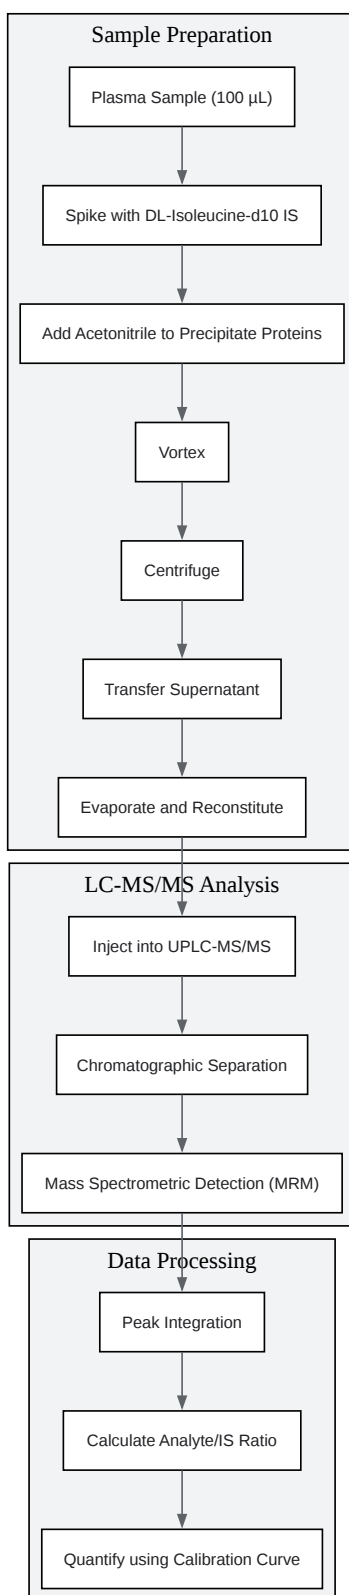 Sample Preparation
Plasma Sample (100 µL)
Spike with DL-Isoleucine-d10 IS
Add Acetonitrile to Precipitate Proteins
Vortex
Centrifuge
Transfer Supernatant
Evaporate and Reconstitute
LC-MS/MS Analysis
Inject into UPLC-MS/MS
Chromatographic Separation
Mass Spectrometric Detection (MRM)
Data Processing
Peak Integration
Calculate Analyte/IS Ratio
Quantify using Calibration Curve